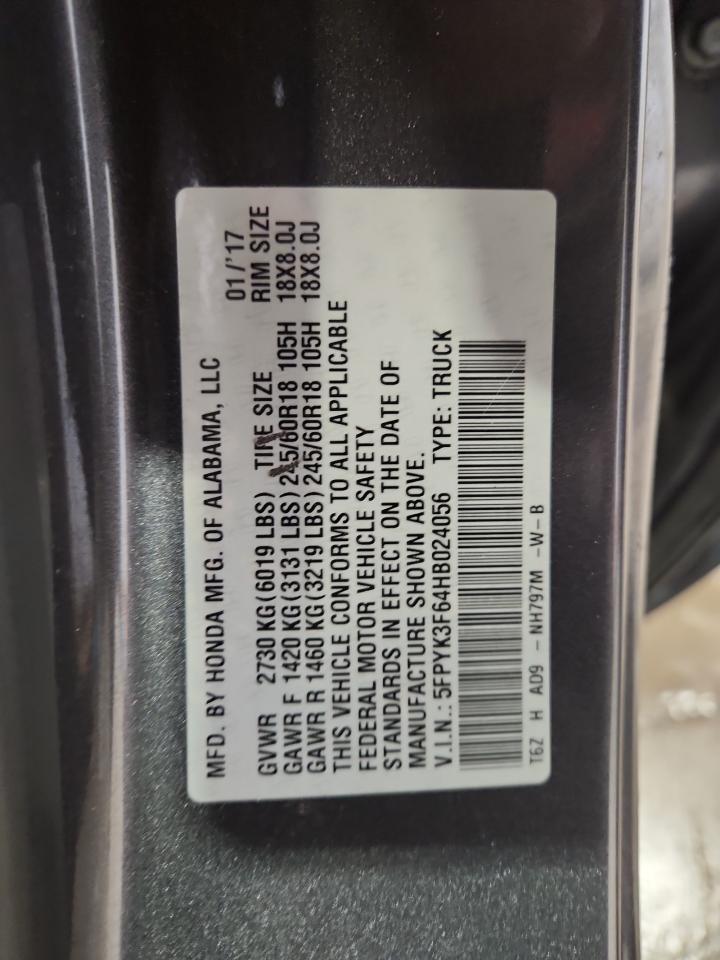 MFD. BY HONDA MFG. OF ALABAMA, LLC 01/'17
GVWR 2730 KG(6019 LBS) TIRE SIZE RIM SIZE
GAWR F 1420 KG(3131 LBS)245/60R18 105H 18X8.0J
GAWR R 1460 KG(3219 LBS)245/60R18 105H 18X8.0J
THIS VEHICLE CONFORMS TO ALL APPLICABLE
FEDERAL MOTOR VEHICLE SAFETY
STANDARDS IN EFFECT ON THE DATE OF
MANUFACTURE SHOWN ABOVE.
V.I.N.: 5FPYK3F64HB024056 TYPE: TRUCK
T6Z H AD9 - NH797M -W-B